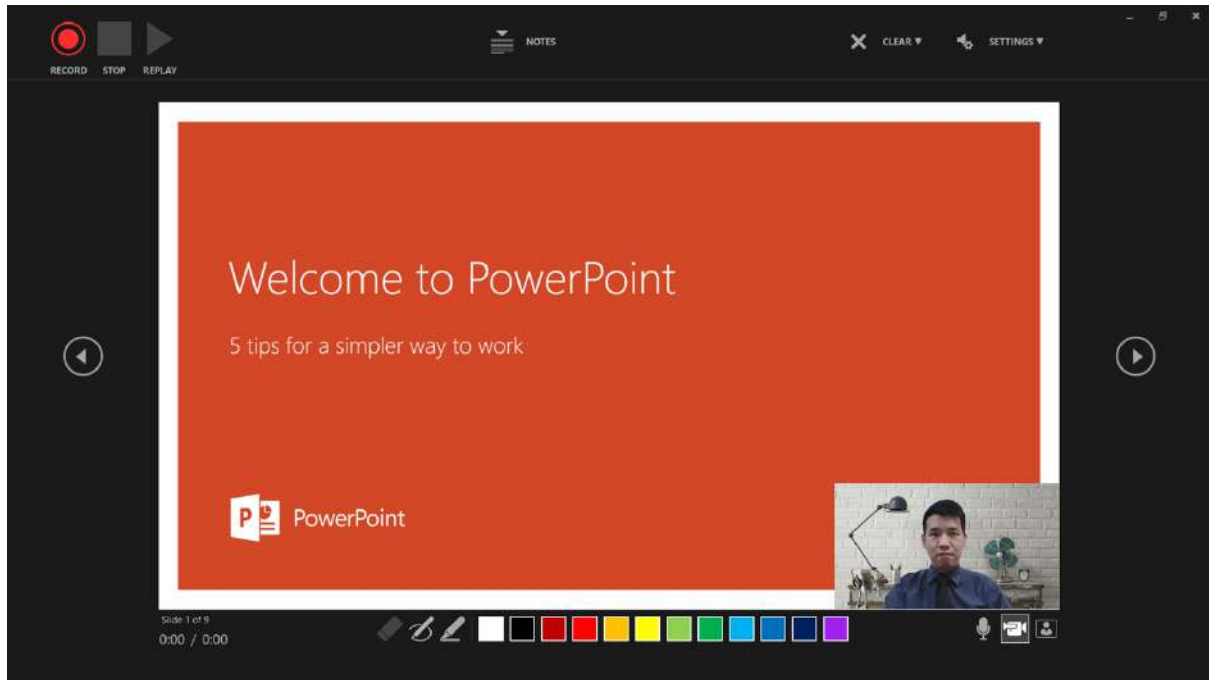 RECORD STOP REPLAY
NOTES
CLEAR
SETTINGS
Welcome to PowerPoint
5 tips for a simpler way to work
P PowerPoint
Slide 1 of 9
0:00 / 0:00